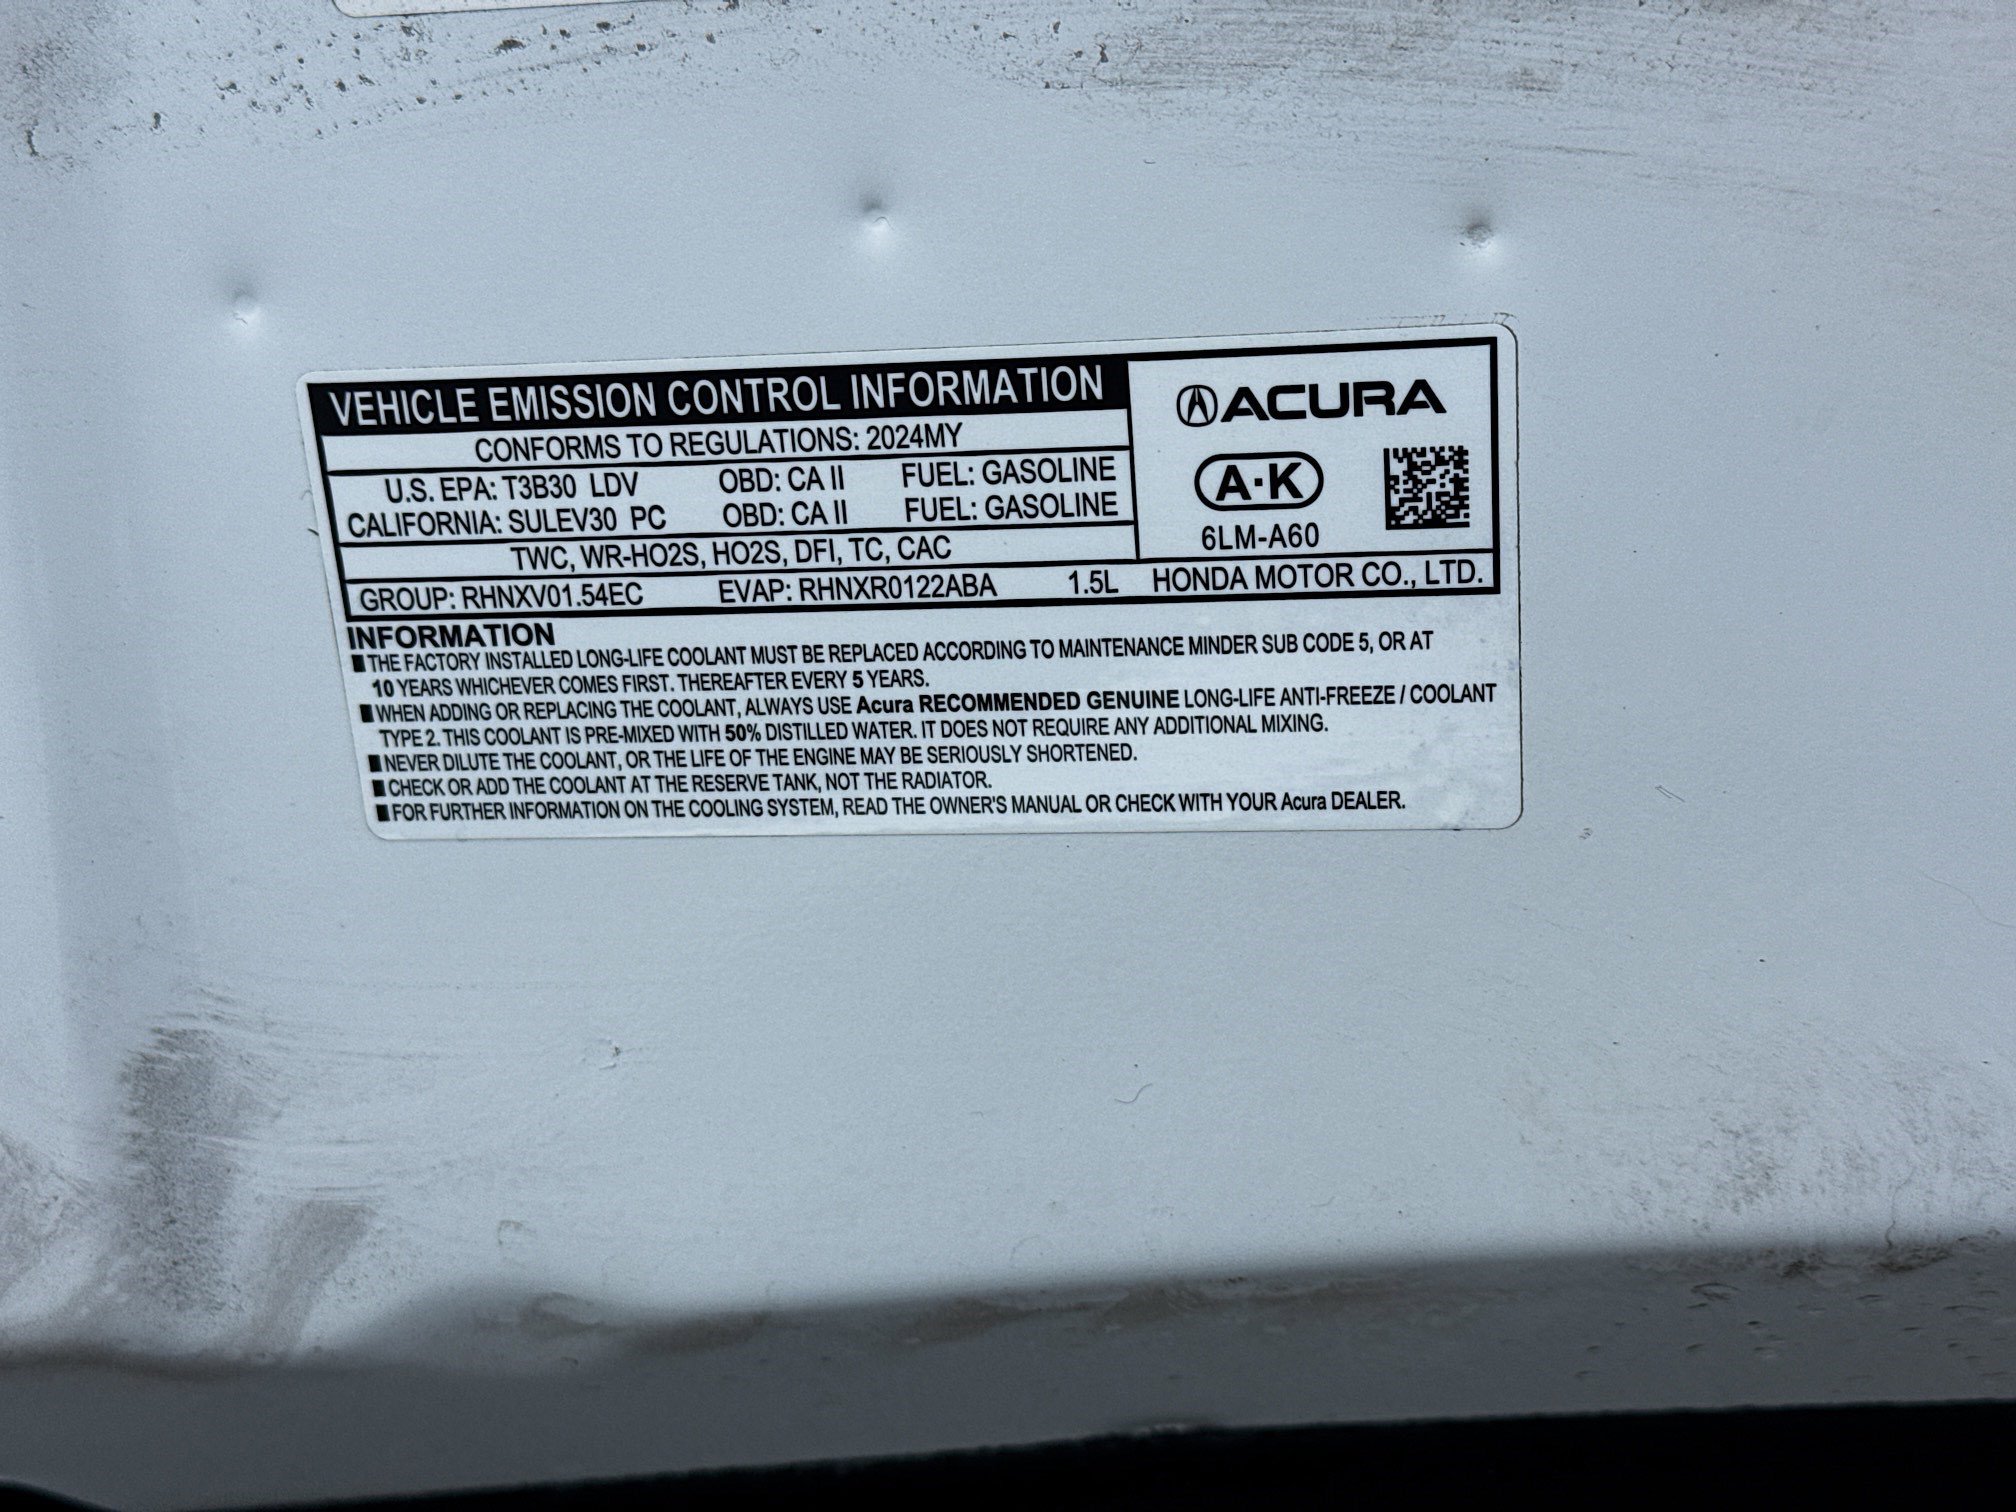 VEHICLE EMISSION CONTROL INFORMATION
CONFORMS TO REGULATIONS: 2024MY
U.S. EPA: T3B30 LDV OBD: CA II FUEL: GASOLINE
CALIFORNIA: SULEV30 PC OBD: CA II FUEL: GASOLINE
TWC, WR-HO2S, HO2S, DFI, TC, CAC
ACURA
A·K
6LM-A60
GROUP: RHNXV01.54EC EVAP: RHNXR0122ABA 1.5L HONDA MOTOR CO., LTD.
INFORMATION
■ THE FACTORY INSTALLED LONG-LIFE COOLANT MUST BE REPLACED ACCORDING TO MAINTENANCE MINDER SUB CODE 5, OR AT
10 YEARS WHICHEVER COMES FIRST. THEREAFTER EVERY 5 YEARS.
■ WHEN ADDING OR REPLACING THE COOLANT, ALWAYS USE Acura RECOMMENDED GENUINE LONG-LIFE ANTI-FREEZE / COOLANT
TYPE 2. THIS COOLANT IS PRE-MIXED WITH 50% DISTILLED WATER. IT DOES NOT REQUIRE ANY ADDITIONAL MIXING.
■ NEVER DILUTE THE COOLANT, OR THE LIFE OF THE ENGINE MAY BE SERIOUSLY SHORTENED.
■ CHECK OR ADD THE COOLANT AT THE RESERVE TANK, NOT THE RADIATOR.
■ FOR FURTHER INFORMATION ON THE COOLING SYSTEM, READ THE OWNER'S MANUAL OR CHECK WITH YOUR Acura DEALER.